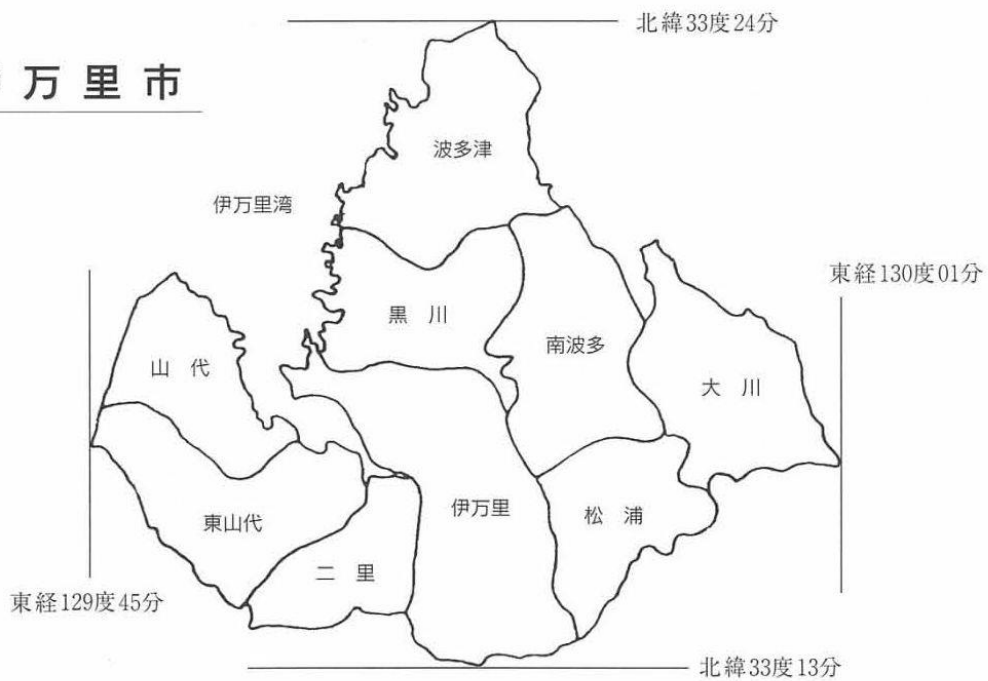 北緯33度24分
万里市
波多津
伊万里湾
東経130度01分
黒川
南波多
山代
大川
伊万里
松浦
東山代
二里
東経129度45分
北緯33度13分